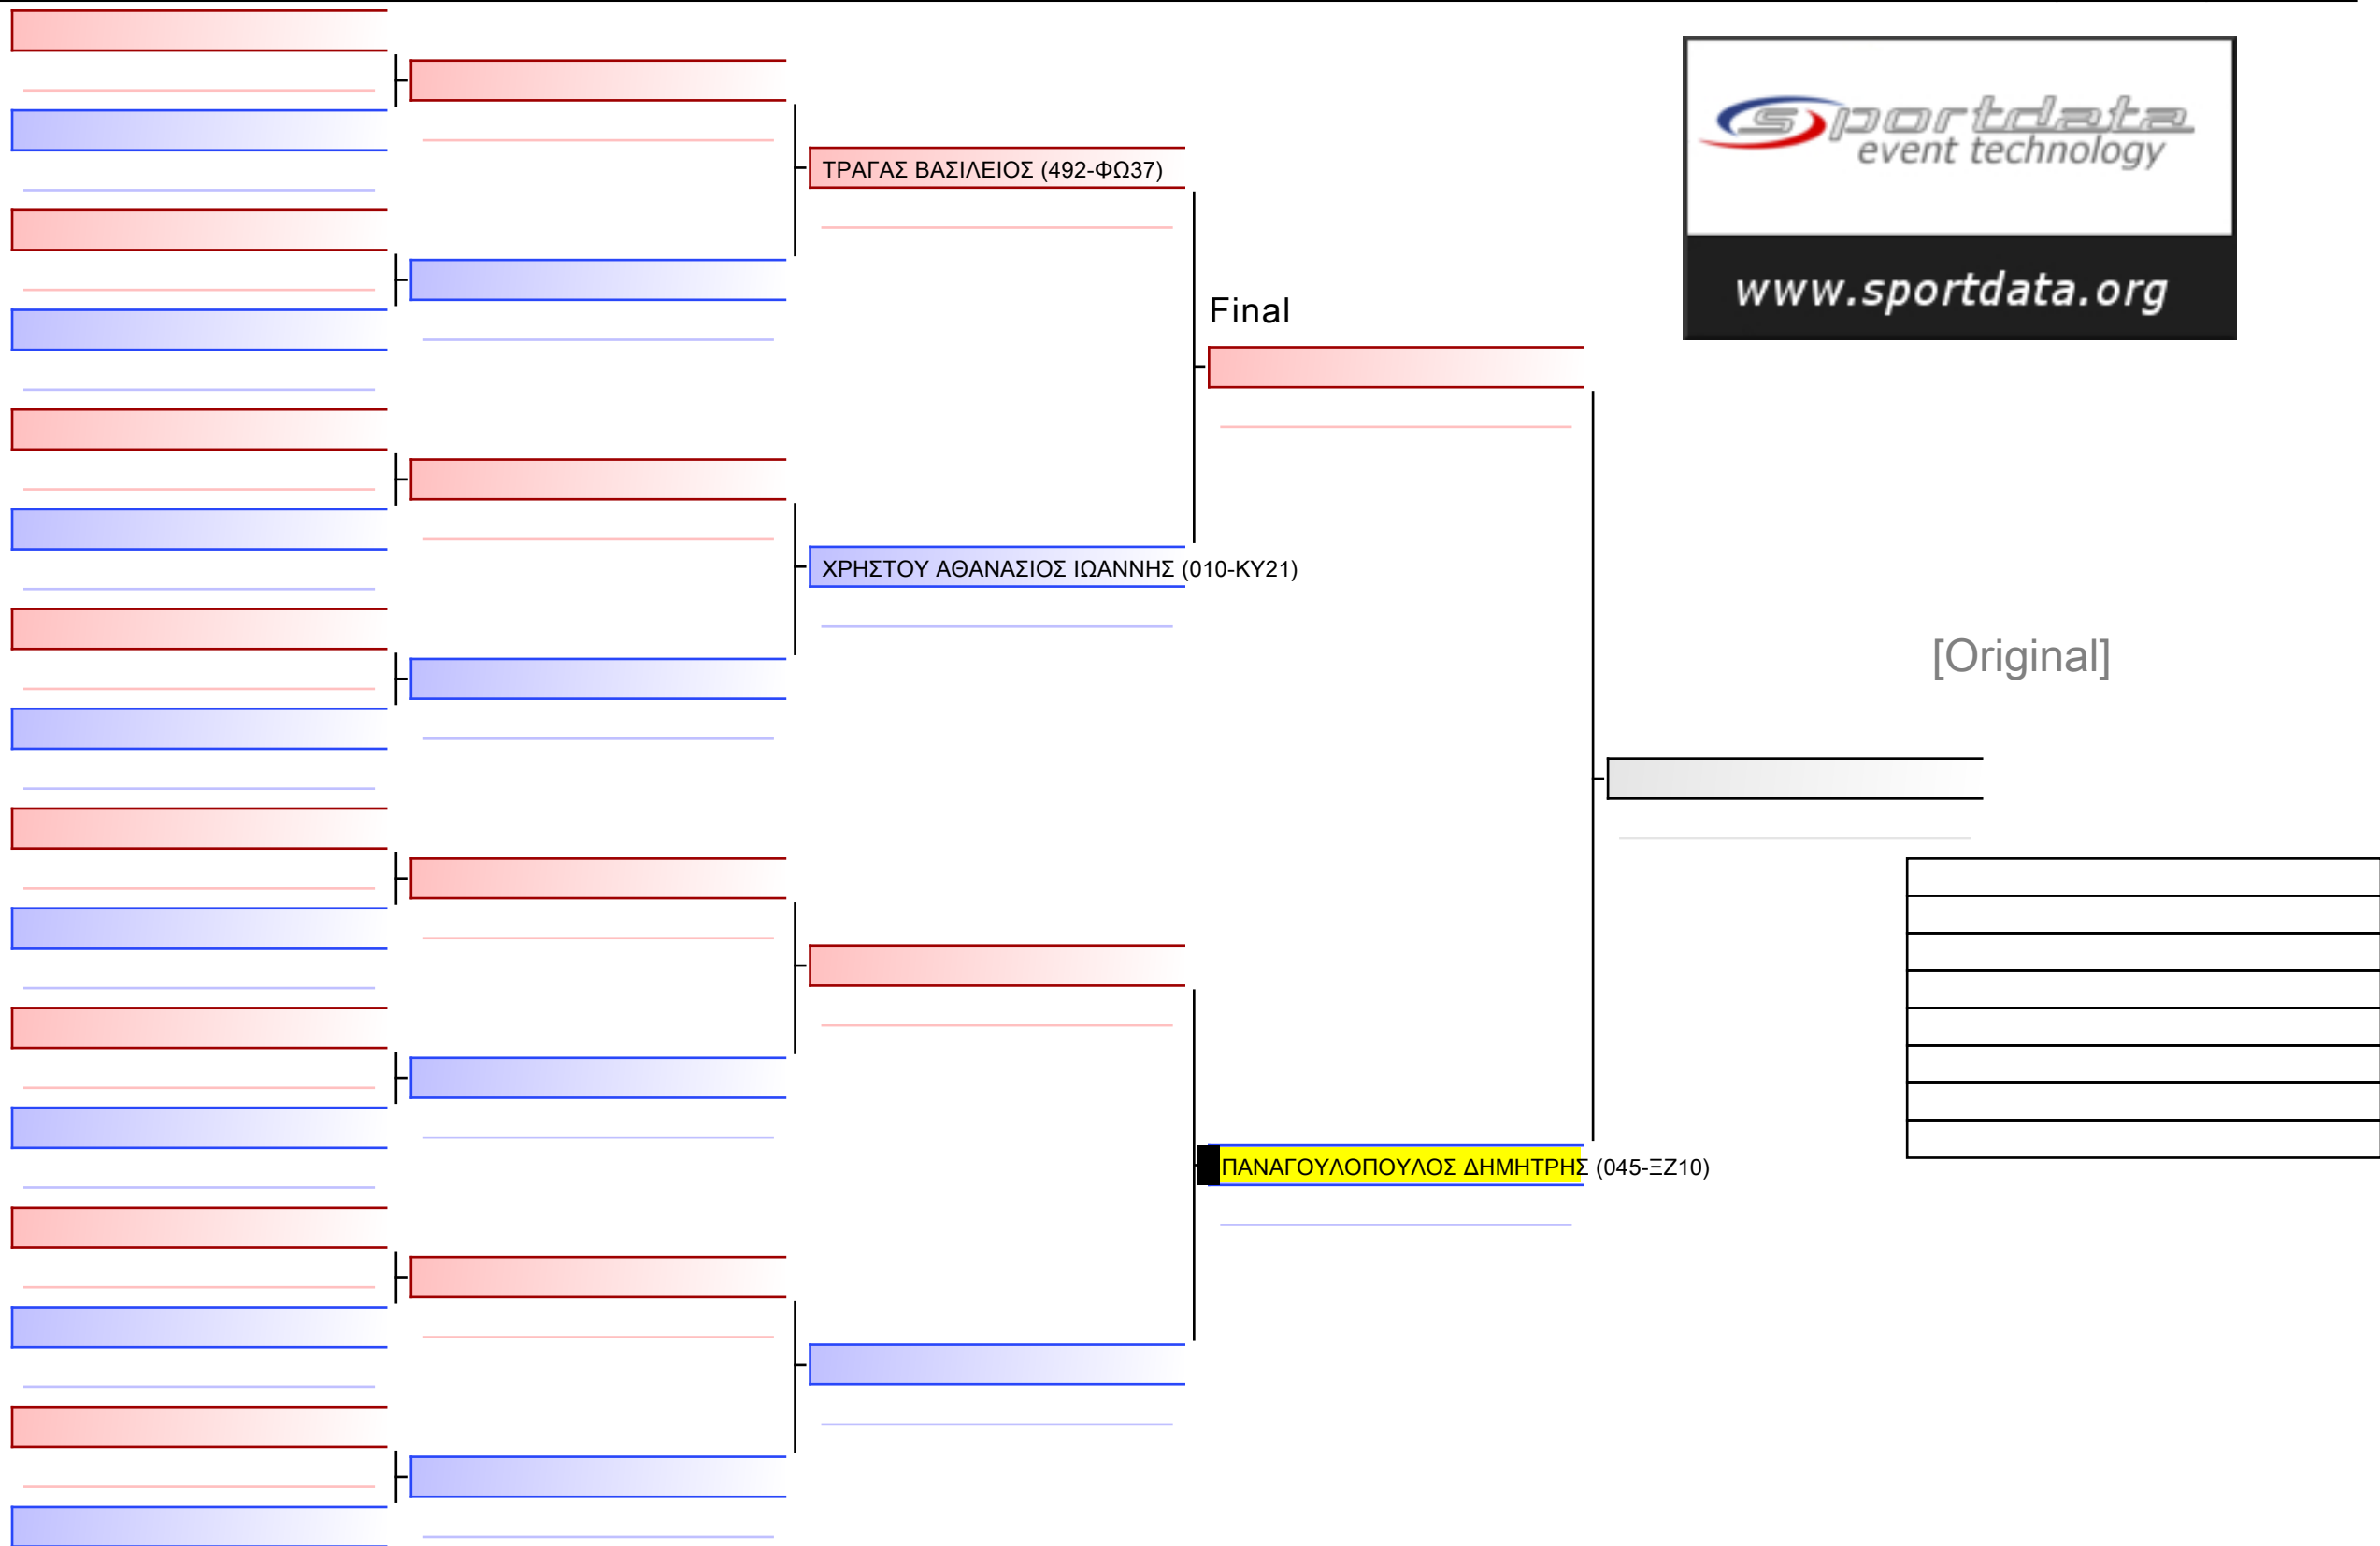 sportdata
event technology
www.sportdata.org
ΤΡΑΓΑΣ ΒΑΣΙΛΕΙΟΣ (492-ΦΩ37)
Final
ΧΡΗΣΤΟΥ ΑΘΑΝΑΣΙΟΣ ΙΩΑΝΝΗΣ (010-ΚΥ21)
[Original]
ΠΑΝΑΓΟΥΛΟΠΟΥΛΟΣ ΔΗΜΗΤΡΗΣ (045-ΞΖ10)